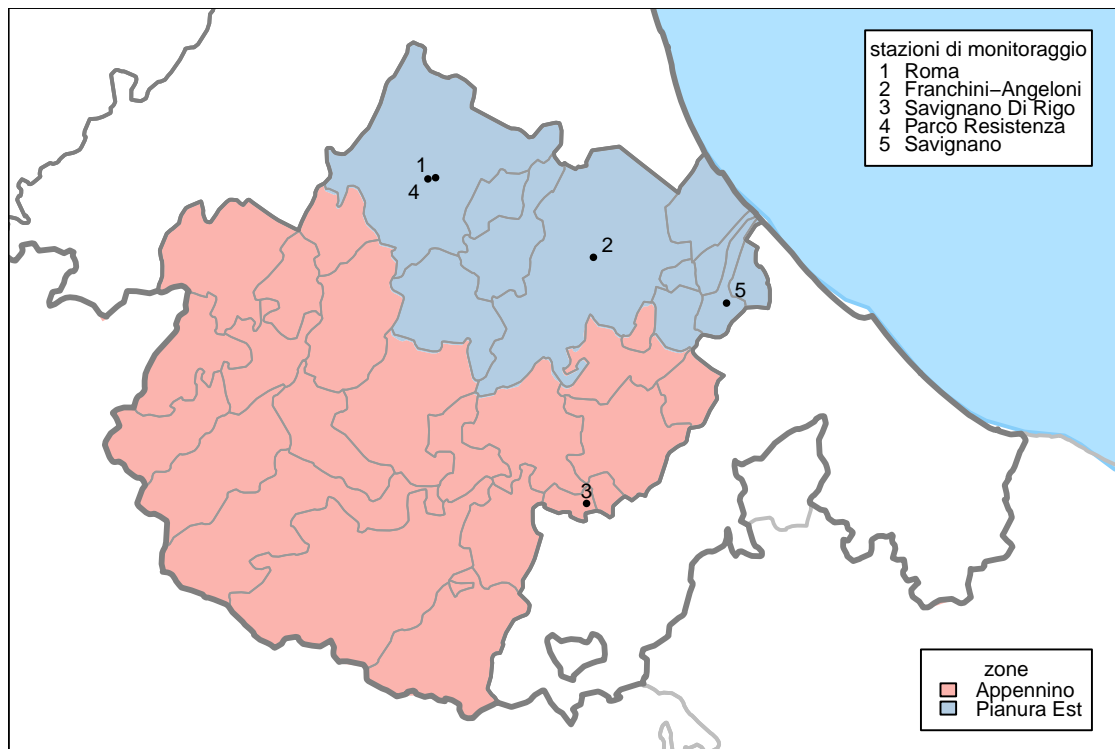 stazioni di monitoraggio
1 Roma
2 Franchini−Angeloni
3 Savignano Di Rigo
4 Parco Resistenza
5 Savignano
1
4
2
5
3
zone
Appennino
Pianura Est